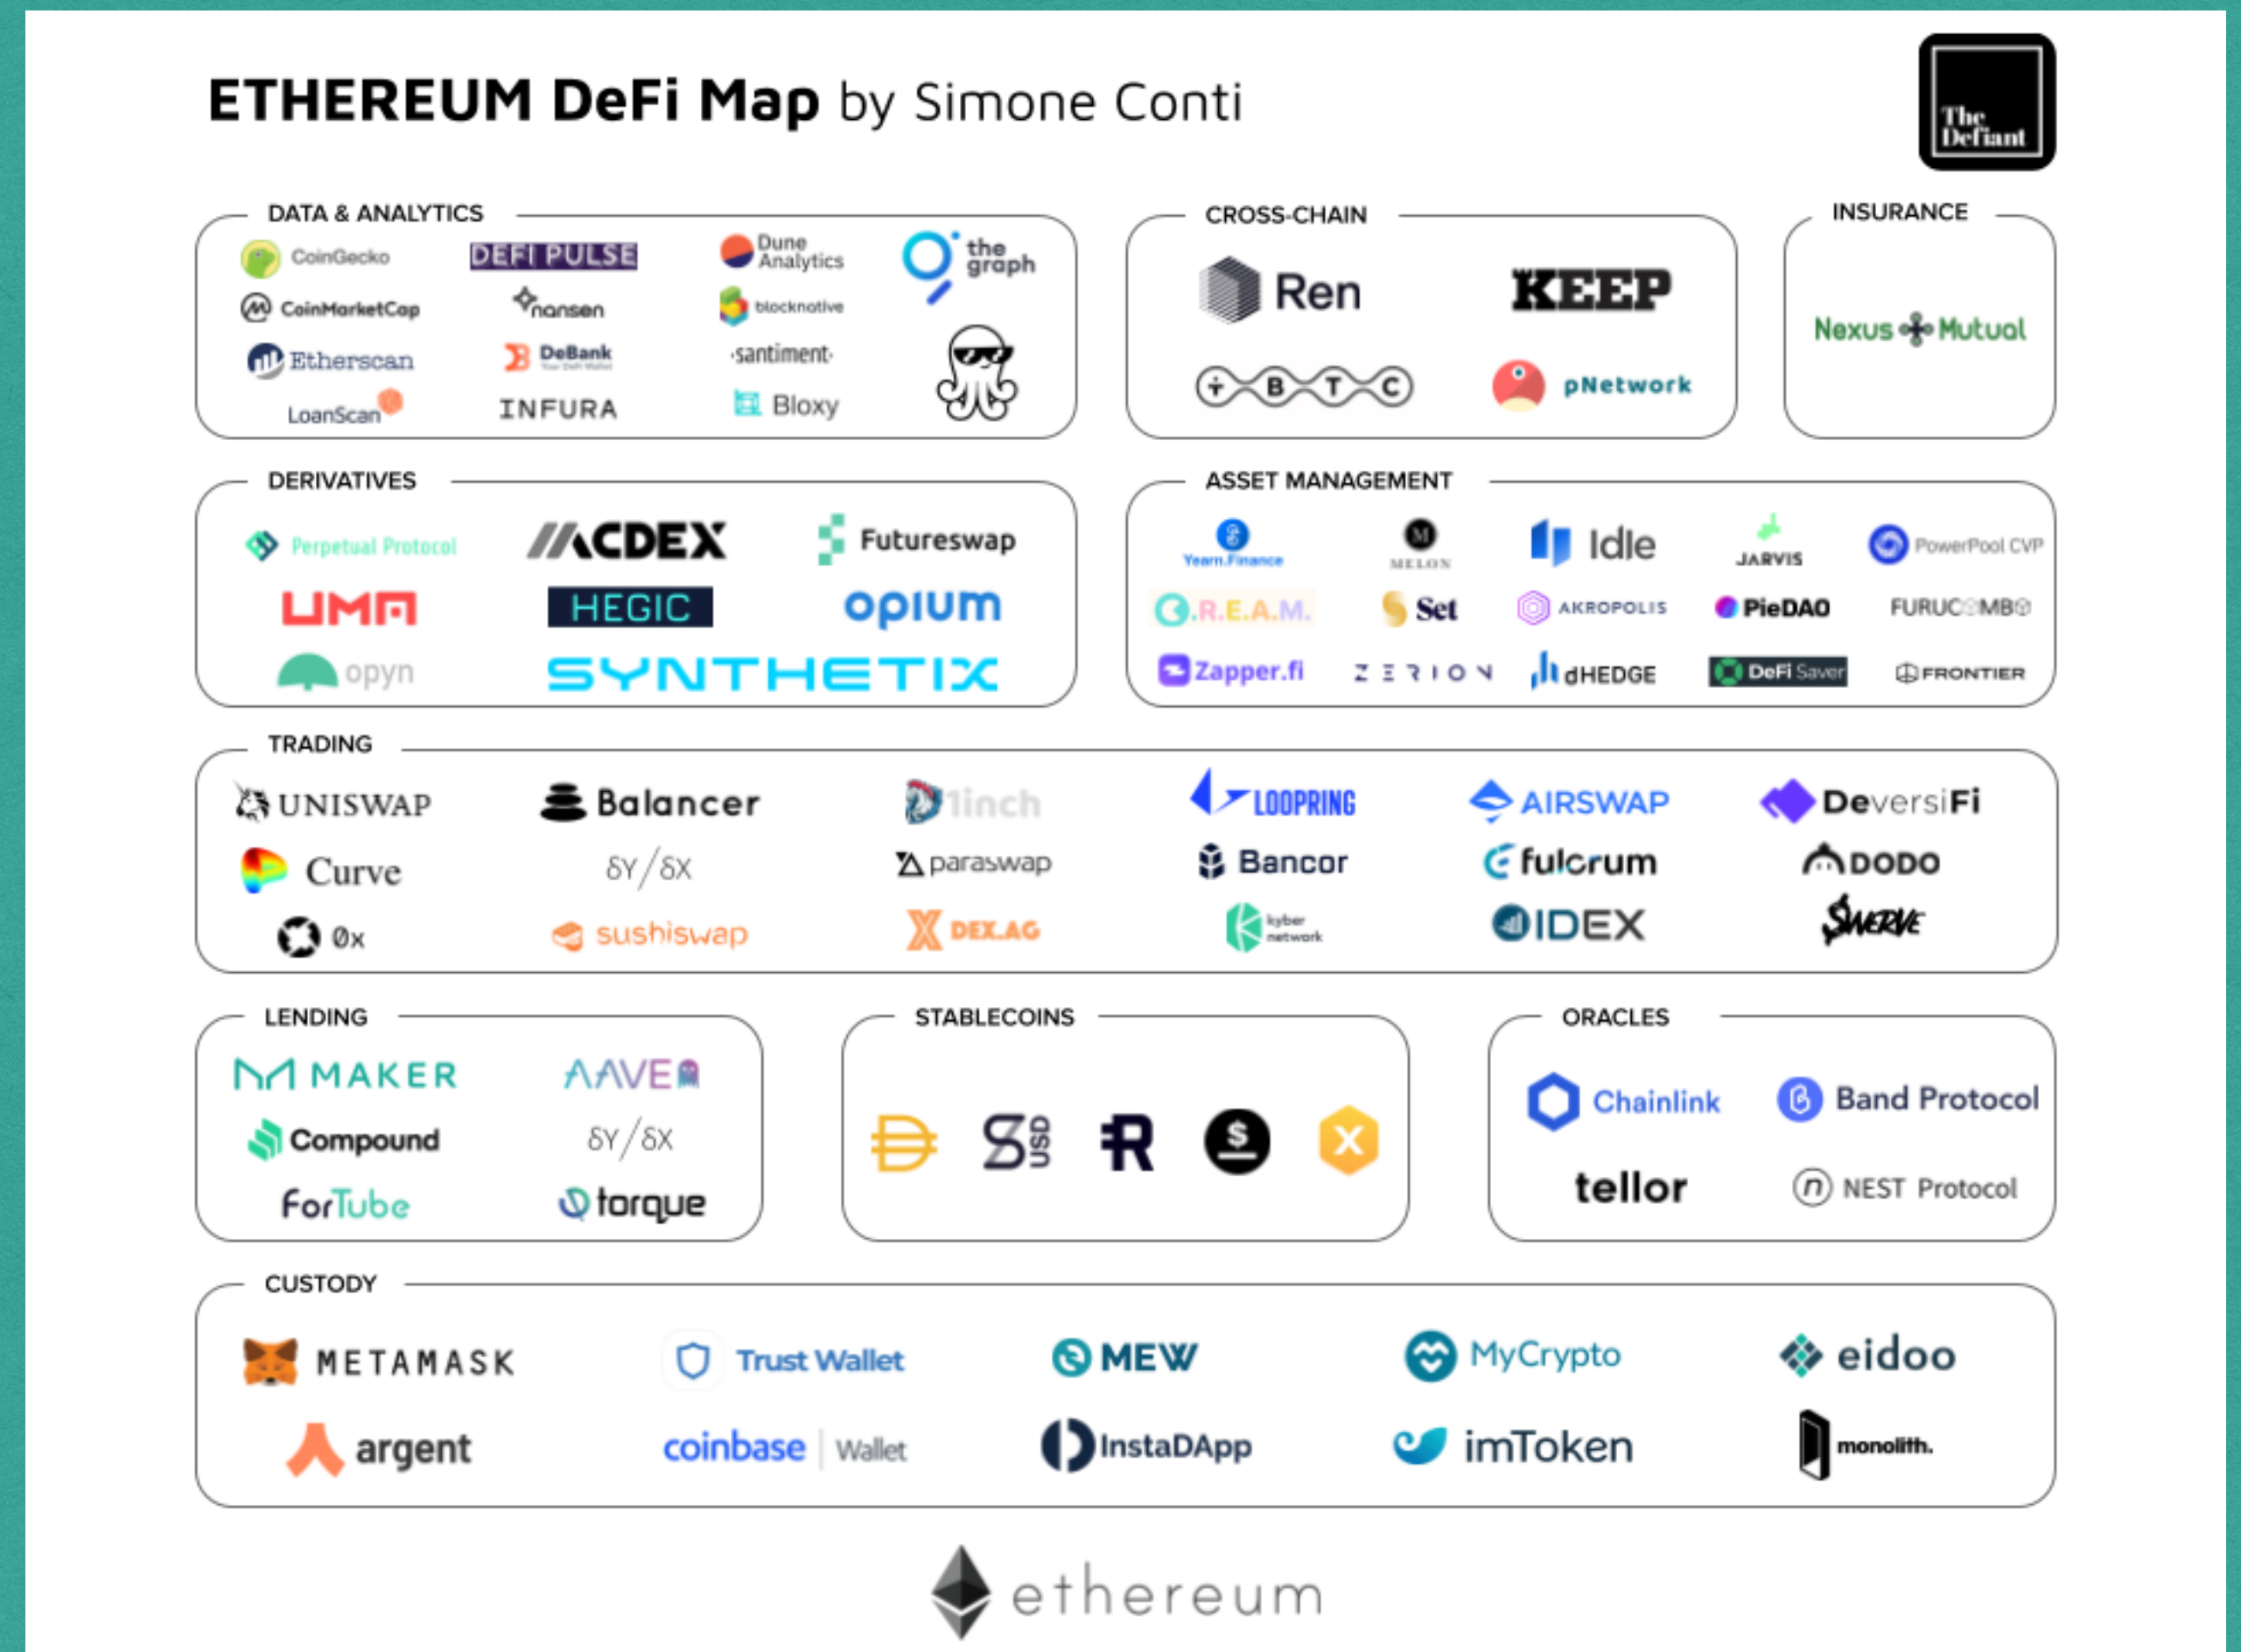 ETHEREUM DeFi Map by Simone Conti
The
Defiant
DATA & ANALYTICS
CoinGecko
DEFI PULSE
Dune
Analytics
the
graph
CoinMarketCap
nansen
blocknative
Etherscan
DeBank
Your DeFi Wallet
·santiment·
LoanScan
INFURA
Bloxy
CROSS-CHAIN
Ren
KEEP
T B T C
pNetwork
INSURANCE
Nexus Mutual
DERIVATIVES
Perpetual Protocol
MCDEX
Futureswap
UMA
HEGIC
opium
opyn
SYNTHETIX
ASSET MANAGEMENT
Yearn.Finance
M
MELON
Idle
JARVIS
PowerPool CVP
C.R.E.A.M.
Set
AKROPOLIS
PieDAO
FURUCOMBO
Zapper.fi
ZERION
dHEDGE
DeFi Saver
FRONTIER
TRADING
UNISWAP
Balancer
1inch
LOOPRING
AIRSWAP
DeversiFi
Curve
δY/δX
paraswap
Bancor
fulcrum
DODO
0x
sushiswap
DEX.AG
kyber
network
IDEX
SWERVE
LENDING
MAKER
AAVE
Compound
δY/δX
ForTube
torque
STABLECOINS
S USD
R
$
X
ORACLES
Chainlink
Band Protocol
tellor
n NEST Protocol
CUSTODY
METAMASK
Trust Wallet
MEW
MyCrypto
eidoo
argent
coinbase | Wallet
InstaDApp
imToken
monolith.
ethereum